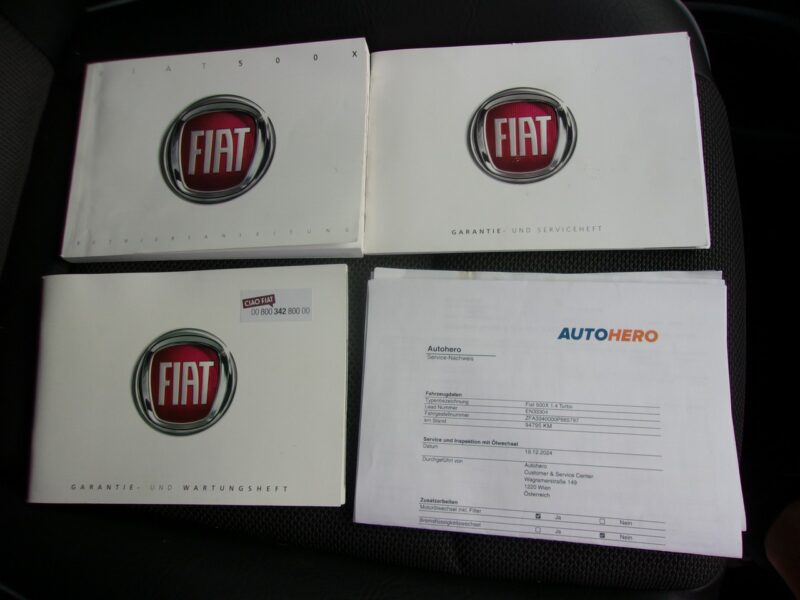 FIAT 500X
FIAT
BETRIEBSANLEITUNG
FIAT
GARANTIE- UND SERVICEHEFT
CIAO FIAT
00 800 342 800 00
FIAT
GARANTIE- UND WARTUNGSHEFT
AUTOHERO
Autohero
Service-Nachweis
Fahrzeugdaten
Typenbezeichnung Fiat 500X 1.4 Turbo
Lead Nummer
Fahrgestellnummer
km Stand 94795 KM
Service und Inspektion mit Ölwechsel
Datum 18.12.2024
Durchgeführt von Autohero
Customer & Service Center
Wagramerstraße 149
1220 Wien
Österreich
Zusatzarbeiten
Motorölwechsel inkl. Filter Ja Nein
Bremsflüssigkeitswechsel Ja Nein